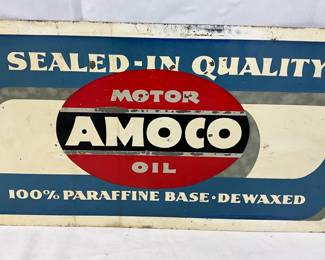 SEALED-IN QUALITY
MOTOR
AMOCO
OIL
100% PARAFFINE BASE·DEWAXED